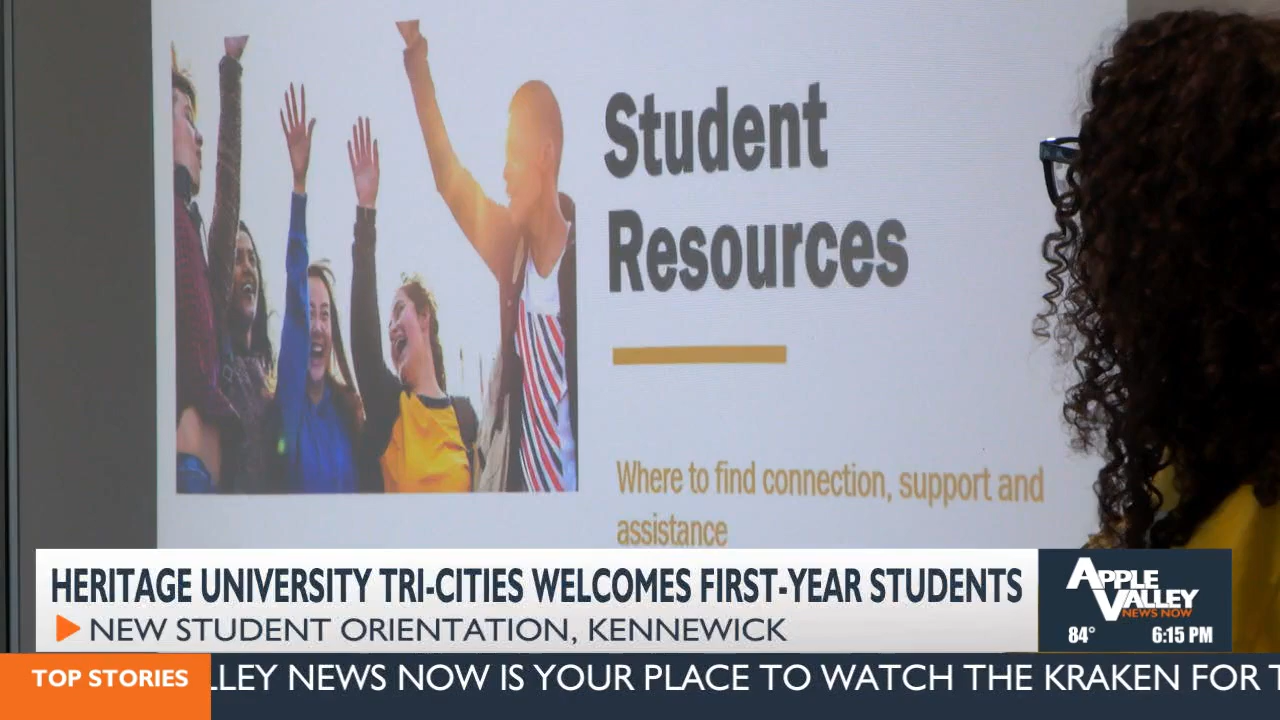 Student
Resources
Where to find connection, support and
assistance
HERITAGE UNIVERSITY TRI-CITIES WELCOMES FIRST-YEAR STUDENTS
NEW STUDENT ORIENTATION, KENNEWICK
APPLE
VALLEY
NEWS NOW
84° 6:15 PM
TOP STORIES
LLEY NEWS NOW IS YOUR PLACE TO WATCH THE KRAKEN FOR